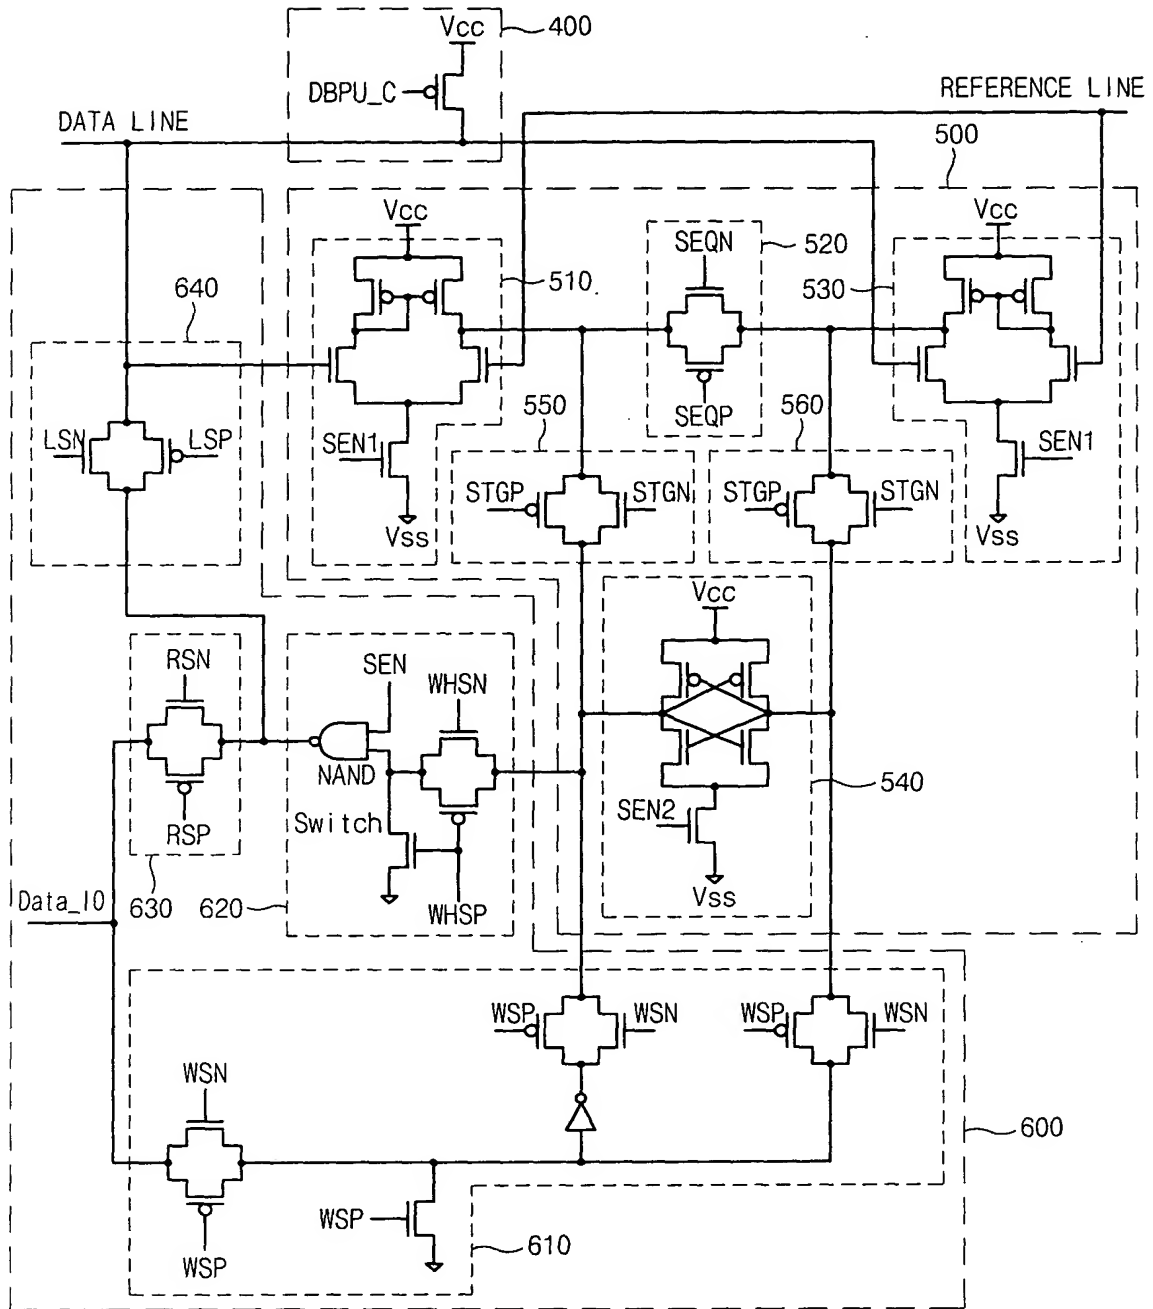 400
Vcc
DBPU_C
REFERENCE LINE
DATA LINE
500
Vcc
Vcc
SEQN
520
510
530
640
SEQP
550
560
LSN
LSP
SEN1
SEN1
STGP
STGN
STGP
STGN
Vss
Vss
Vcc
RSN
SEN
WHSN
NAND
540
Switch
SEN2
RSP
Data_IO
630
620
WHSP
Vss
WSP
WSN
WSP
WSN
WSN
600
WSP
610
WSP